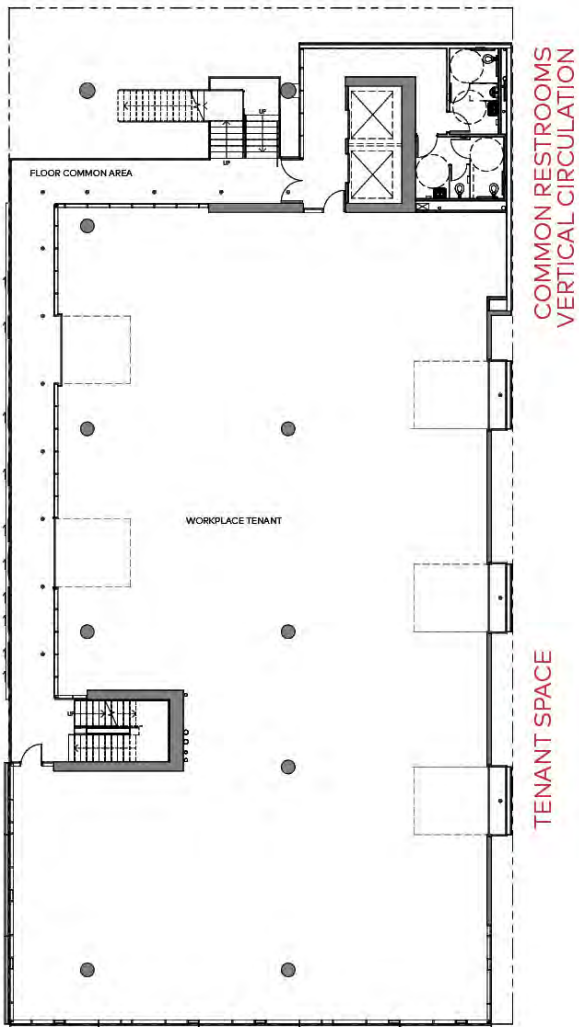 UP
UP
FLOOR COMMON AREA
WORKPLACE TENANT
UP
COMMON RESTROOMS
VERTICAL CIRCULATION
TENANT SPACE